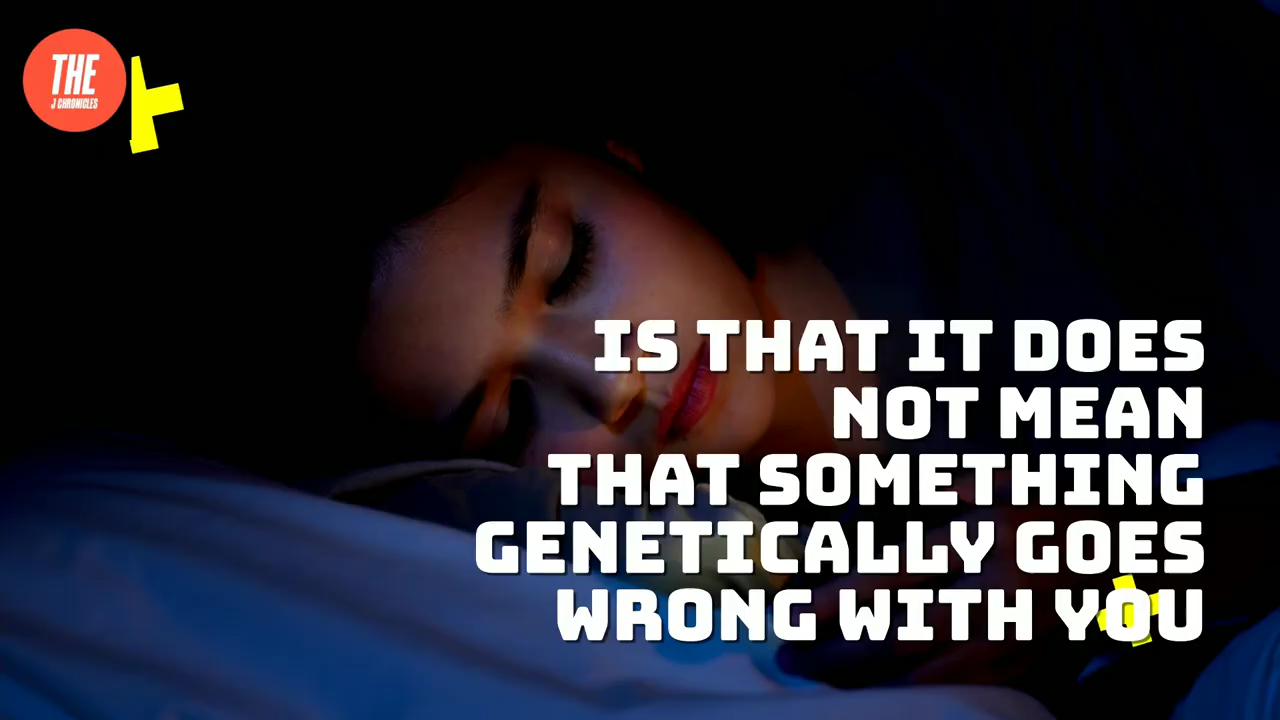 THE
J CHRONICLES
IS THAT IT DOES
NOT MEAN
THAT SOMETHING
GENETICALLY GOES
WRONG WITH YOU